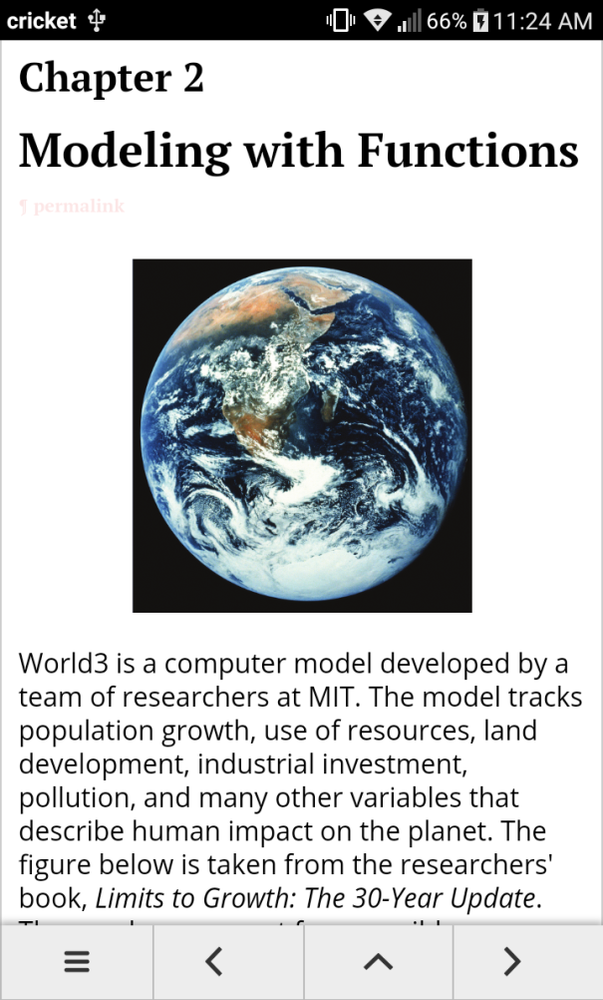 cricket 66% 11:24 AM
Chapter 2
Modeling with Functions
¶ permalink
World3 is a computer model developed by a
team of researchers at MIT. The model tracks
population growth, use of resources, land
development, industrial investment,
pollution, and many other variables that
describe human impact on the planet. The
figure below is taken from the researchers'
book, Limits to Growth: The 30-Year Update.